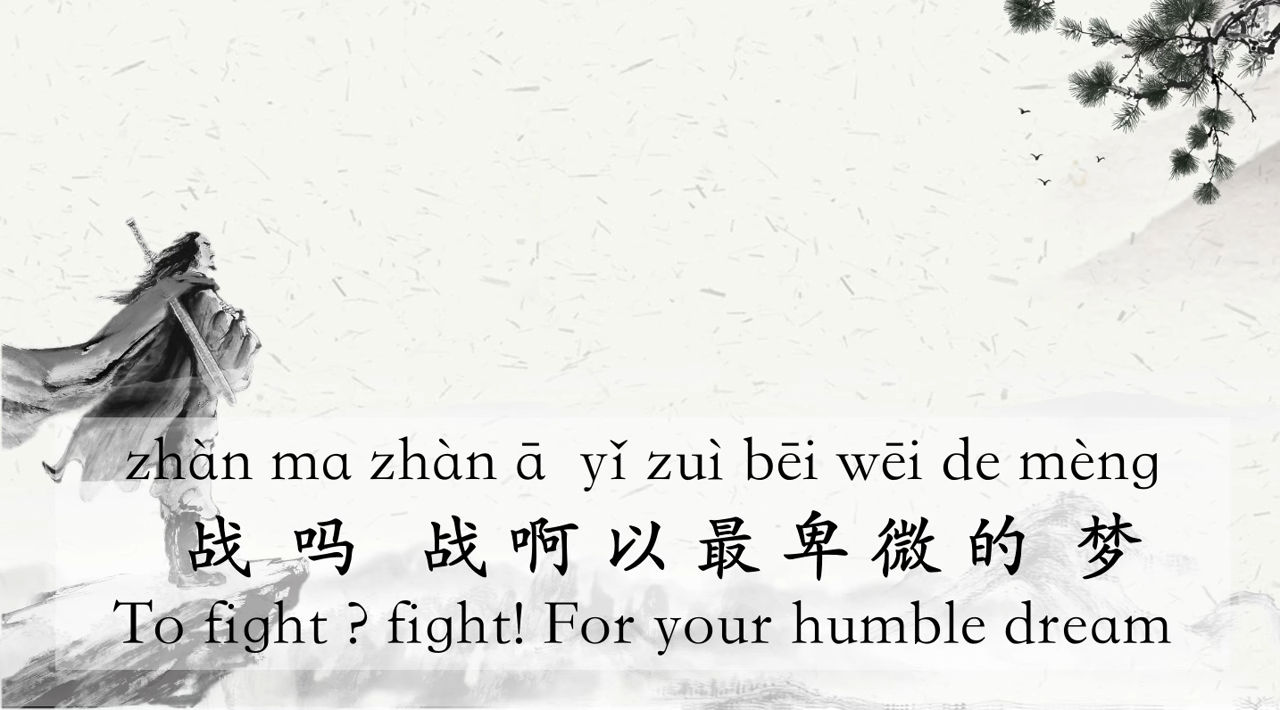 zhàn ma zhàn ā yǐ zuì bēi wēi de mèng
战 吗 战 啊 以 最 卑 微 的 梦
To fight ? fight! For your humble dream